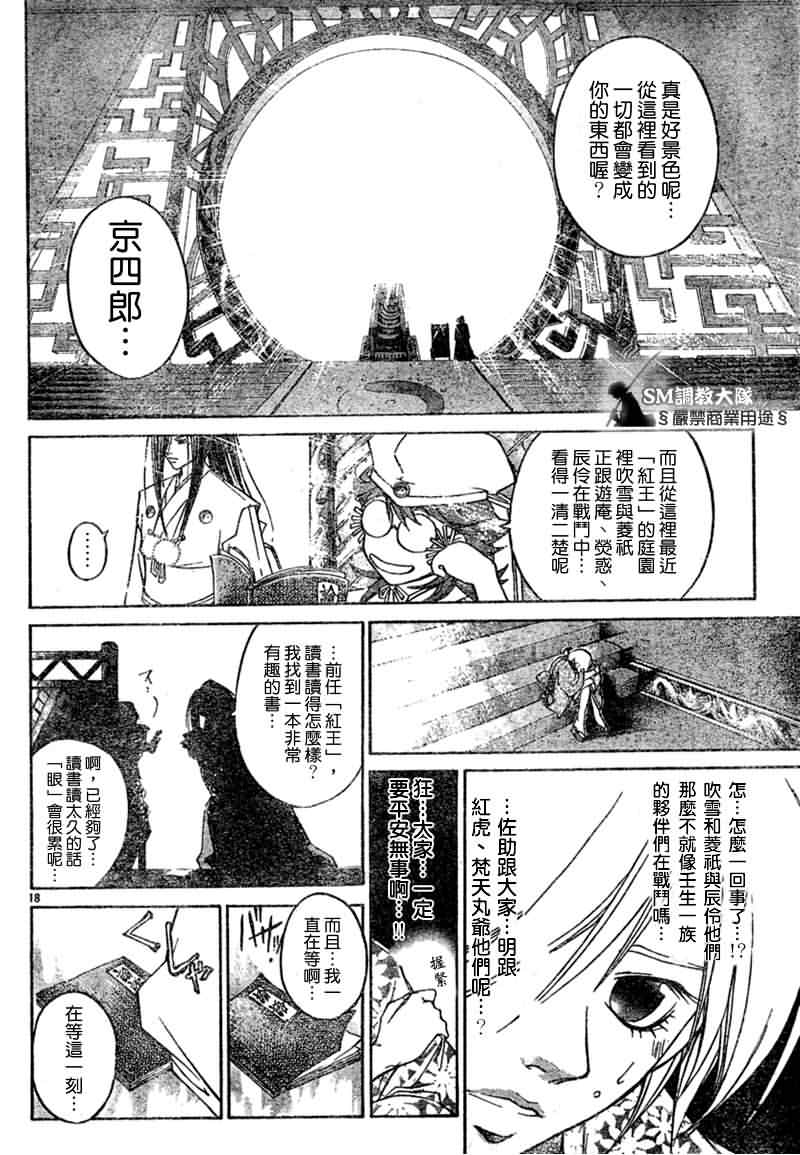 真是好景色呢…
從這裡看到的
一切都會變成
你的東西喔？
京四郎…
SM調教大隊
§嚴禁商業用途§
而且從這裡最近
「紅王」的庭園
裡吹雪與菱祇
正跟遊庵、熒惑、
辰伶在戰鬥中…
看得一清二楚呢
……
怎…怎麼一回事了…!?
吹雪和菱祇與辰伶他們
那麼不就像壬生一族
的夥伴們在戰鬥嗎…
…佐助跟大家…明跟
紅虎、梵天丸爺他們呢…?
狂…大家…一定
要平安無事啊…!!
握緊
…前任「紅王」，
讀書讀得怎麼樣？
我找到一本非常
有趣的書…
啊，已經夠了…
讀書讀太久的話
「眼」會很累呢…
18
而且…我一
直在等啊…
ぐしゃ
在等這一刻…